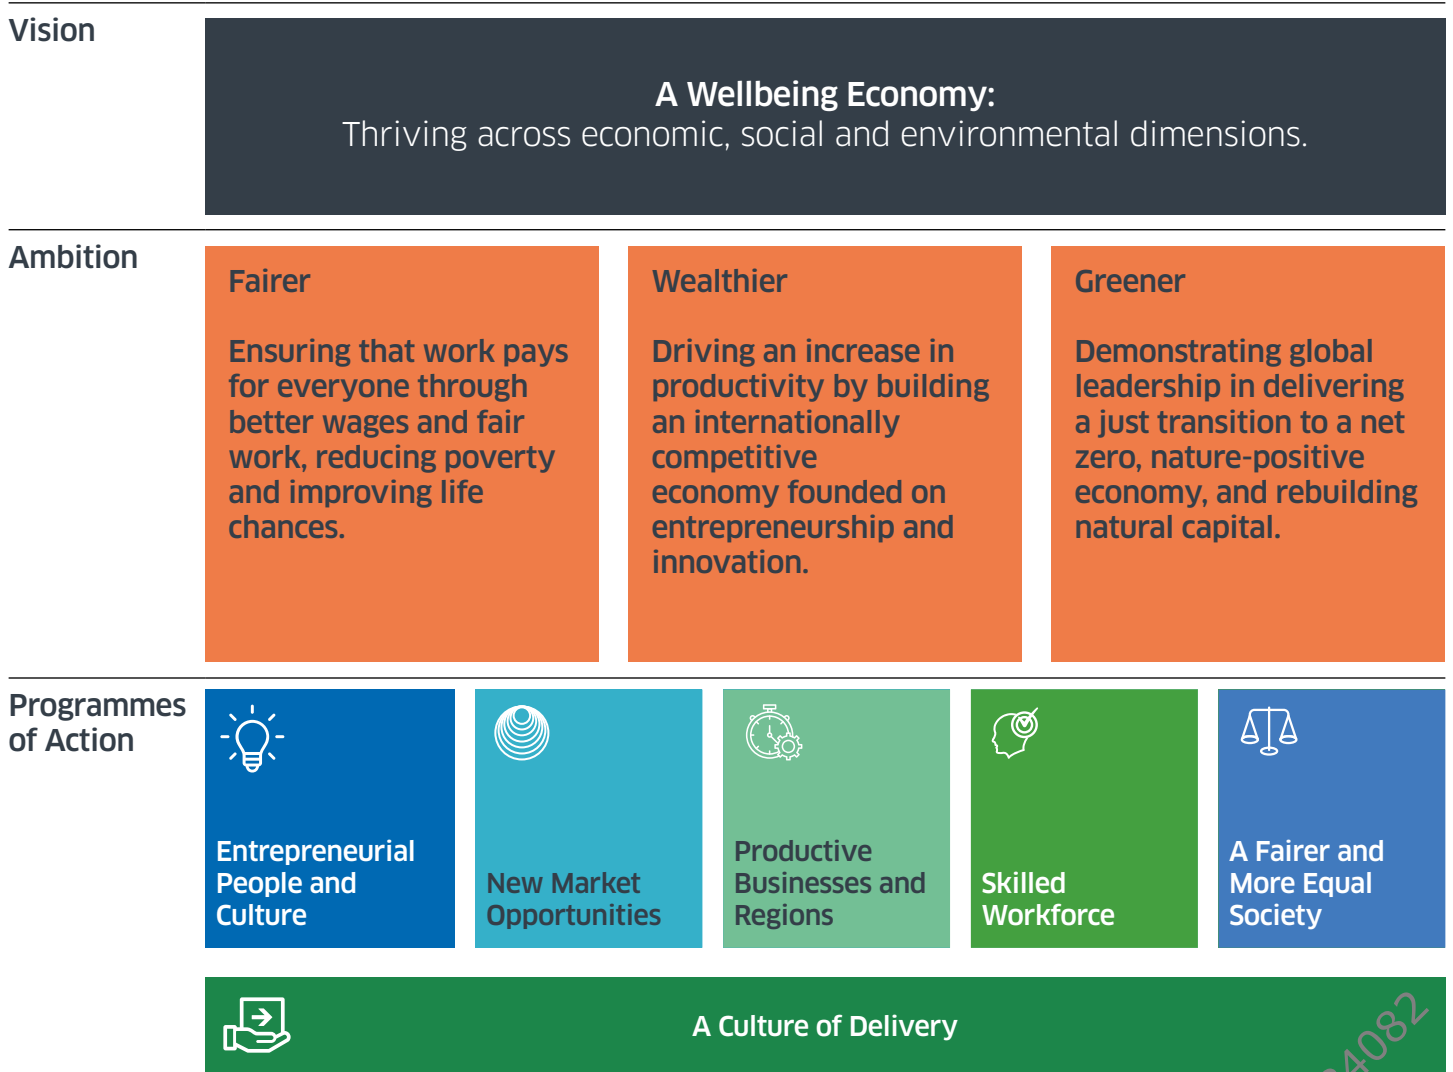 Vision
A Wellbeing Economy:
Thriving across economic, social and environmental dimensions.
Ambition
Fairer
Ensuring that work pays
for everyone through
better wages and fair
work, reducing poverty
and improving life
chances.
Wealthier
Driving an increase in
productivity by building
an internationally
competitive
economy founded on
entrepreneurship and
innovation.
Greener
Demonstrating global
leadership in delivering
a just transition to a net
zero, nature-positive
economy, and rebuilding
natural capital.
Programmes
of Action
Entrepreneurial
People and
Culture
New Market
Opportunities
Productive
Businesses and
Regions
Skilled
Workforce
A Fairer and
More Equal
Society
A Culture of Delivery